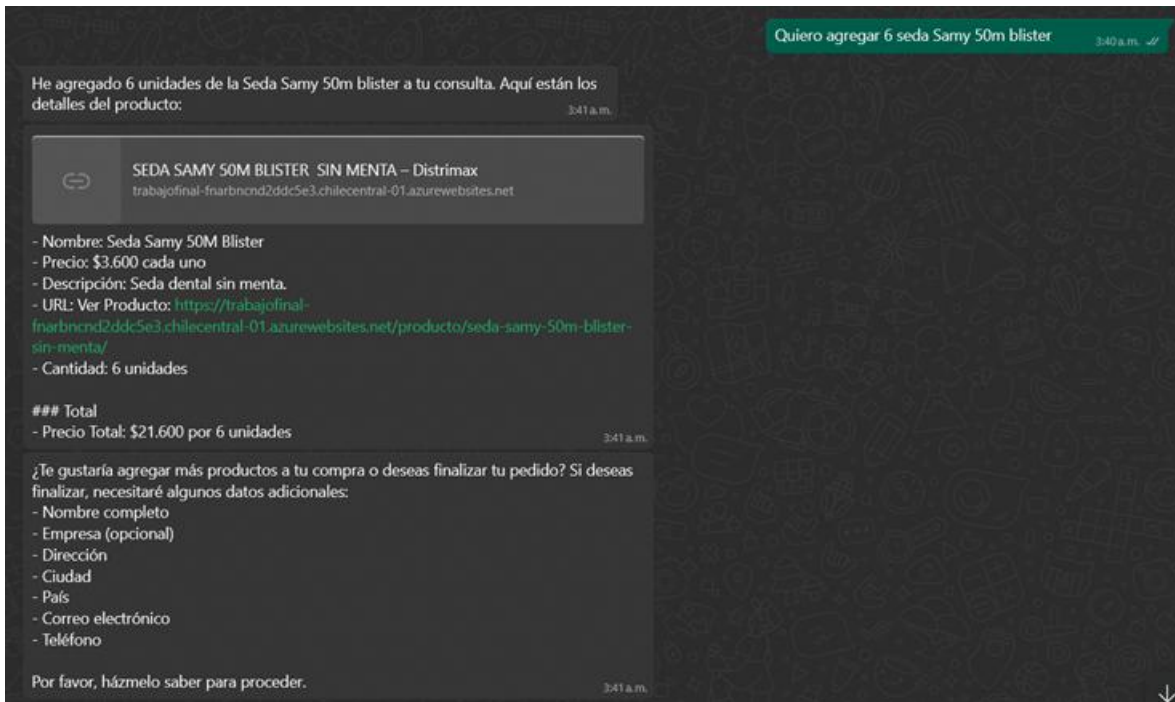 Quiero agregar 6 seda Samy 50m blister
3:40 a.m.
He agregado 6 unidades de la Seda Samy 50m blister a tu consulta. Aquí están los
detalles del producto:
3:41 a.m.
SEDA SAMY 50M BLISTER SIN MENTA – Distrimax
trabajofinal-fnarbncnd2ddc5e3.chilecentral-01.azurewebsites.net
- Nombre: Seda Samy 50M Blister
- Precio: $3.600 cada uno
- Descripción: Seda dental sin menta.
- URL: Ver Producto: https://trabajofinal-
fnarbncnd2ddc5e3.chilecentral-01.azurewebsites.net/producto/seda-samy-50m-blister-
sin-menta/
- Cantidad: 6 unidades
### Total
- Precio Total: $21.600 por 6 unidades
3:41 a.m.
¿Te gustaría agregar más productos a tu compra o deseas finalizar tu pedido? Si deseas
finalizar, necesitaré algunos datos adicionales:
- Nombre completo
- Empresa (opcional)
- Dirección
- Ciudad
- País
- Correo electrónico
- Teléfono
Por favor, házmelo saber para proceder.
3:41 a.m.